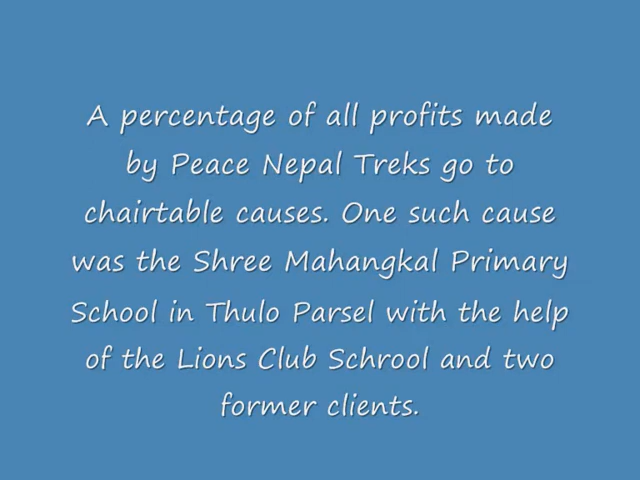 A percentage of all profits made
by Peace Nepal Treks go to
chairtable causes. One such cause
was the Shree Mahangkal Primary
School in Thulo Parsel with the help
of the Lions Club Schrool and two
former clients.